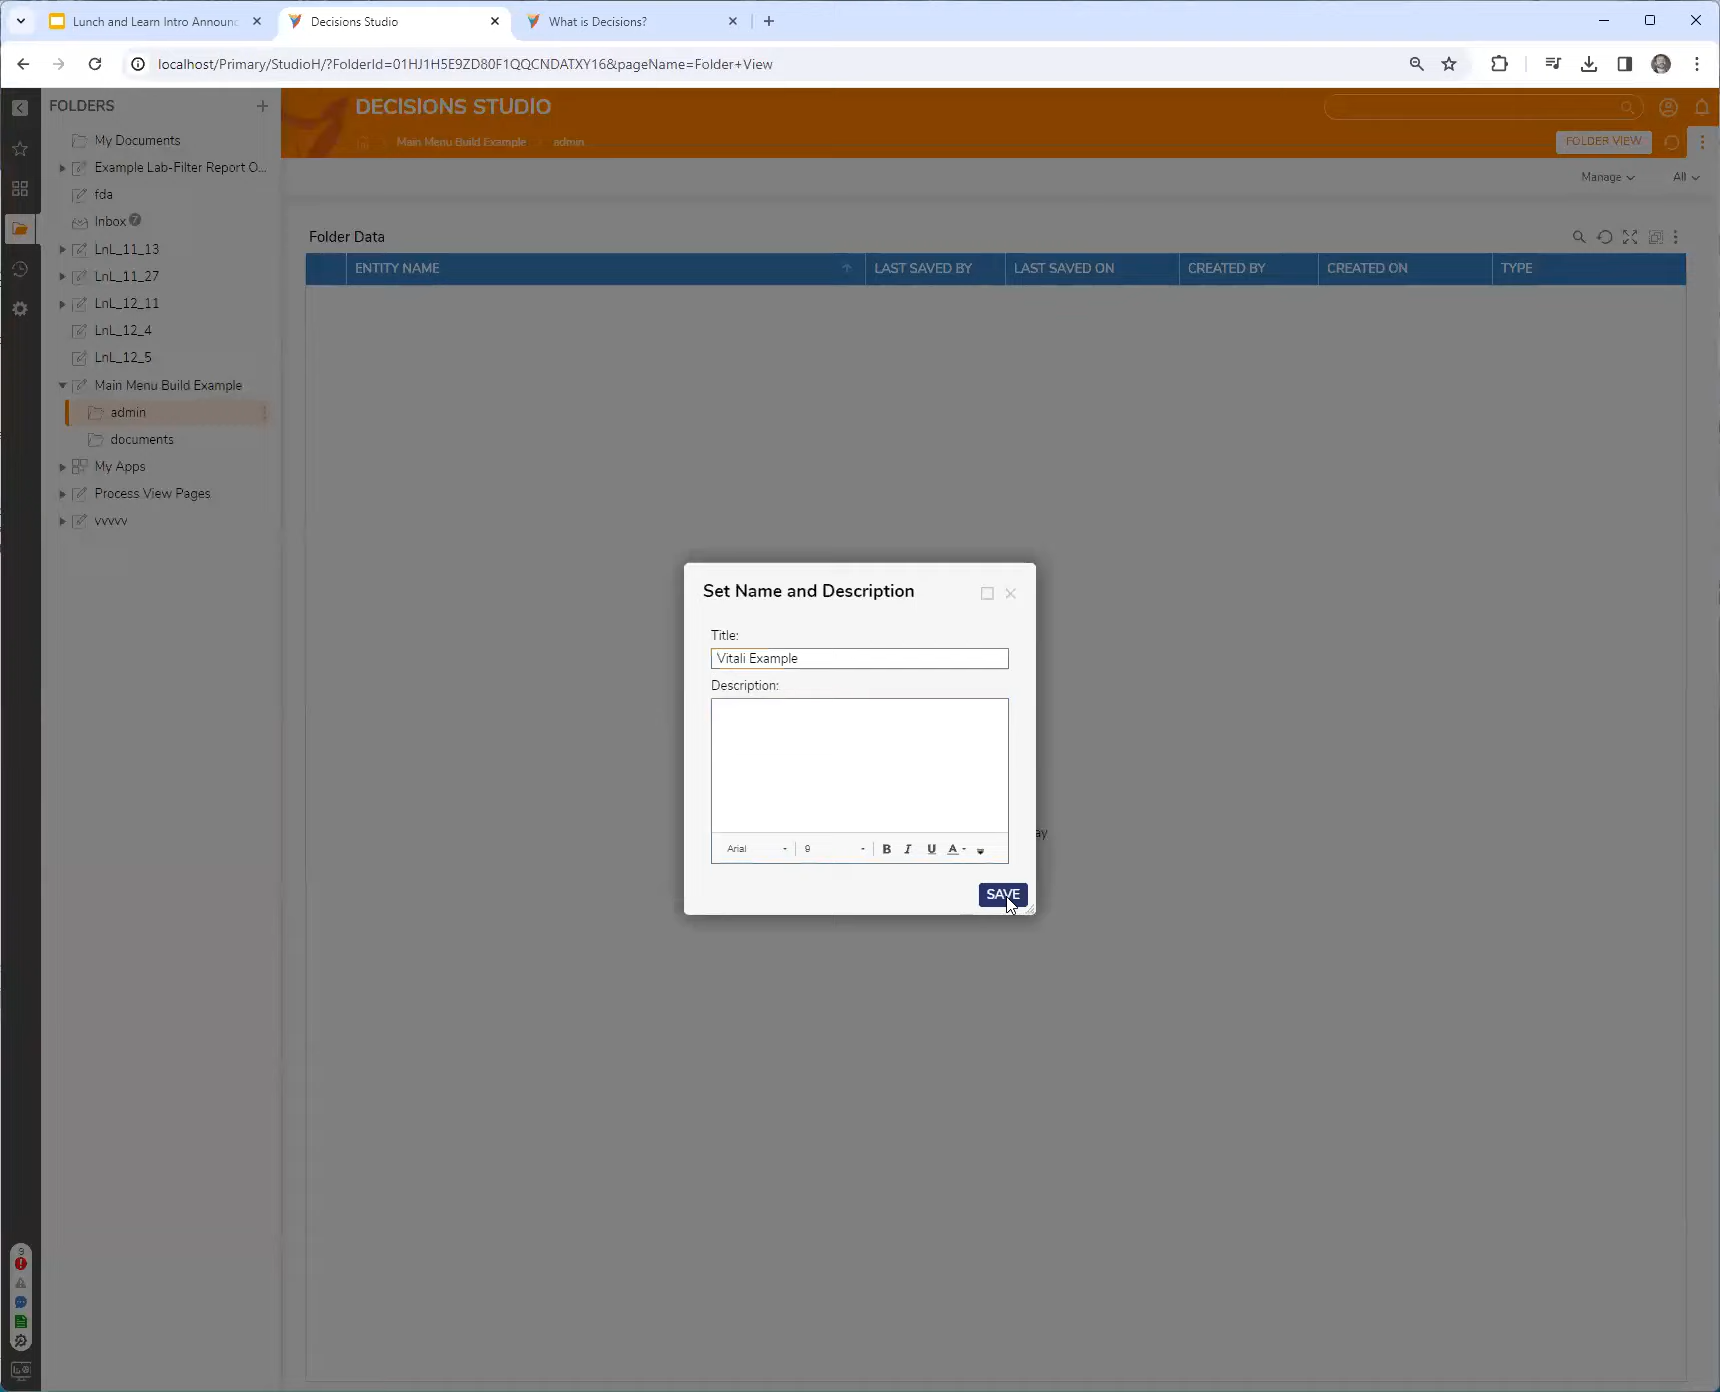 Lunch and Learn Intro Announ
Decisions Studio
What is Decisions?
localhost/Primary/StudioH/?FolderId=01HJ1H5E9ZD80F1QQCNDATXY16&pageName=Folder+View
FOLDERS
DECISIONS STUDIO
Main Menu Build Example
admin
FOLDER VIEW
My Documents
Example Lab-Filter Report O...
fda
Inbox 7
LnL_11_13
LnL_11_27
LnL_12_11
LnL_12_4
LnL_12_5
Main Menu Build Example
admin
documents
My Apps
Process View Pages
vvvvv
Manage
All
Folder Data
ENTITY NAME
LAST SAVED BY
LAST SAVED ON
CREATED BY
CREATED ON
TYPE
Set Name and Description
Title:
Vitali Example
Description:
ay
Arial
9
B I U A
SAVE
9